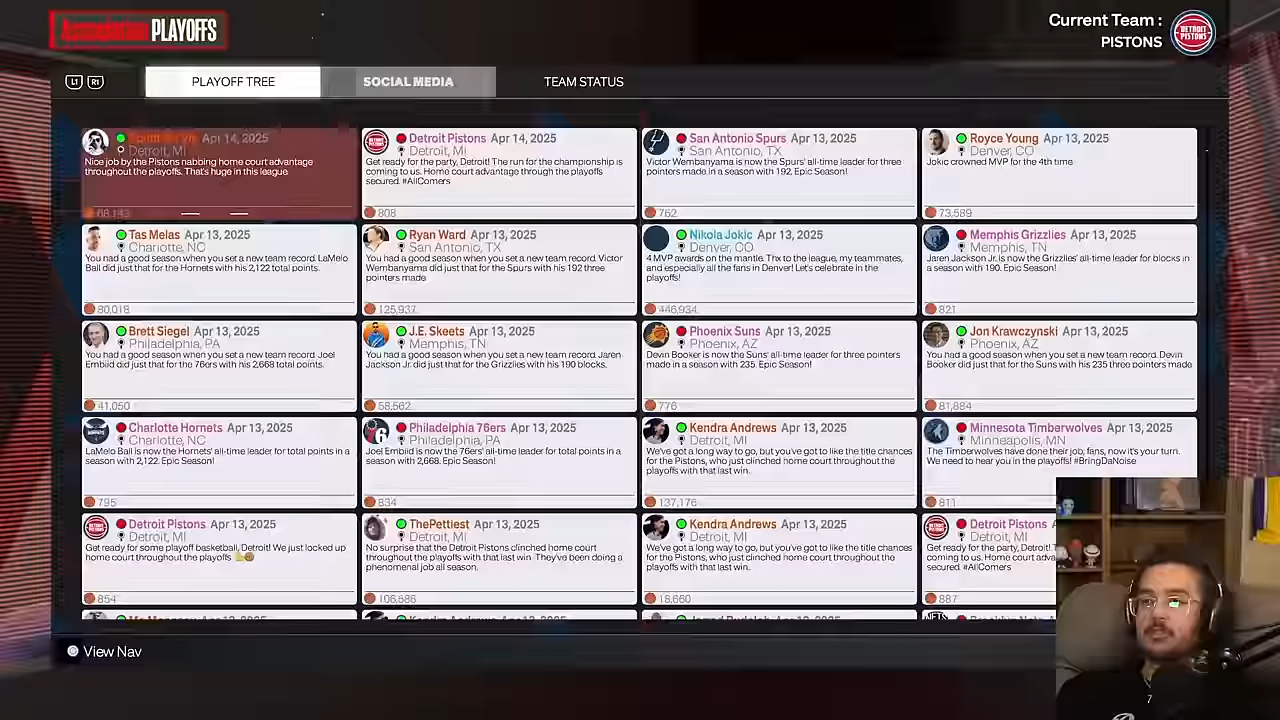 PLAYOFFS
Current Team :
PISTONS
DETROIT
PISTONS
L1 R1
PLAYOFF TREE
SOCIAL MEDIA
TEAM STATUS
Apr 14, 2025
Detroit, MI
Nice job by the Pistons nabbing home court advantage
throughout the playoffs. That's huge in this league.
68,143
Detroit Pistons Apr 14, 2025
Detroit, MI
Get ready for the party, Detroit! The run for the championship is
coming to us. Home court advantage through the playoffs
secured. #AllComers
808
San Antonio Spurs Apr 13, 2025
San Antonio, TX
Victor Wembanyama is now the Spurs' all-time leader for three
pointers made in a season with 192. Epic Season!
762
Royce Young Apr 13, 2025
Denver, CO
Jokic crowned MVP for the 4th time.
73,589
Tas Melas Apr 13, 2025
Charlotte, NC
You had a good season when you set a new team record. LaMelo
Ball did just that for the Hornets with his 2,122 total points.
80,018
Ryan Ward Apr 13, 2025
San Antonio, TX
You had a good season when you set a new team record. Victor
Wembanyama did just that for the Spurs with his 192 three
pointers made.
125,937
Nikola Jokic Apr 13, 2025
Denver, CO
4 MVP awards on the mantle. Thx to the league, my teammates,
and especially all the fans in Denver! Let's celebrate in the
playoffs!
446,934
Memphis Grizzlies Apr 13, 2025
Memphis, TN
Jaren Jackson Jr. is now the Grizzlies' all-time leader for blocks in
a season with 190. Epic Season!
821
Brett Siegel Apr 13, 2025
Philadelphia, PA
You had a good season when you set a new team record. Joel
Embiid did just that for the 76ers with his 2,668 total points.
41,050
J.E. Skeets Apr 13, 2025
Memphis, TN
You had a good season when you set a new team record. Jaren
Jackson Jr. did just that for the Grizzlies with his 190 blocks.
58,562
Phoenix Suns Apr 13, 2025
Phoenix, AZ
Devin Booker is now the Suns' all-time leader for three pointers
made in a season with 235. Epic Season!
776
Jon Krawczynski Apr 13, 2025
Phoenix, AZ
You had a good season when you set a new team record. Devin
Booker did just that for the Suns with his 235 three pointers made.
81,884
Charlotte Hornets Apr 13, 2025
Charlotte, NC
LaMelo Ball is now the Hornets' all-time leader for total points in a
season with 2,122. Epic Season!
795
Philadelphia 76ers Apr 13, 2025
Philadelphia, PA
Joel Embiid is now the 76ers' all-time leader for total points in a
season with 2,668. Epic Season!
834
Kendra Andrews Apr 13, 2025
Detroit, MI
We've got a long way to go, but you've got to like the title chances
for the Pistons, who just clinched home court throughout the
playoffs with that last win.
137,176
Minnesota Timberwolves Apr 13, 2025
Minneapolis, MN
The Timberwolves have done their job, fans, now it's your turn.
We need to hear you in the playoffs! #BringDaNoise
811
Detroit Pistons Apr 13, 2025
Detroit, MI
Get ready for some playoff basketball, Detroit! We just locked up
home court throughout the playoffs
854
ThePettiest Apr 13, 2025
Detroit, MI
No surprise that the Detroit Pistons clinched home court
throughout the playoffs with that last win. They've been doing a
phenomenal job all season.
106,686
Kendra Andrews Apr 13, 2025
Detroit, MI
We've got a long way to go, but you've got to like the title chances
for the Pistons, who just clinched home court throughout the
playoffs with that last win.
18,660
Detroit Pistons
Detroit, MI
Get ready for the party, Detroit!
coming to us. Home court adva
secured. #AllComers
887
View Nav